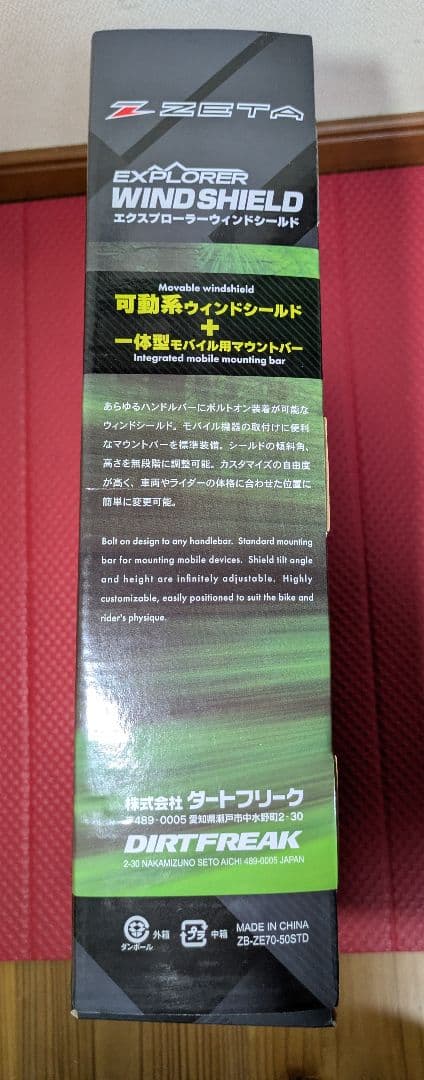 ZETA
EXPLORER
WINDSHIELD
エクスプローラーウィンドシールド
Movable windshield
可動系ウィンドシールド
+
一体型モバイル用マウントバー
Integrated mobile mounting bar
あらゆるハンドルバーにボルトオン装着が可能な
ウィンドシールド。モバイル機器の取付けに便利
なマウントバーを標準装備。シールドの傾斜角、
高さを無段階に調整可能。カスタマイズの自由度
が高く、車両やライダーの体格に合わせた位置に
簡単に変更可能。
Bolt on design to any handlebar. Standard mounting
bar for mounting mobile devices. Shield tilt angle
and height are infinitely adjustable. Highly
customizable, easily positioned to suit the bike and
rider's physique.
株式会社 ダートフリーク
〒489-0005 愛知県瀬戸市中水野町2-30
DIRTFREAK
2-30 NAKAMIZUNO SETO AICHI 489-0005 JAPAN
ダンボール 外箱 プラ 中箱
MADE IN CHINA
ZB-ZE70-50STD